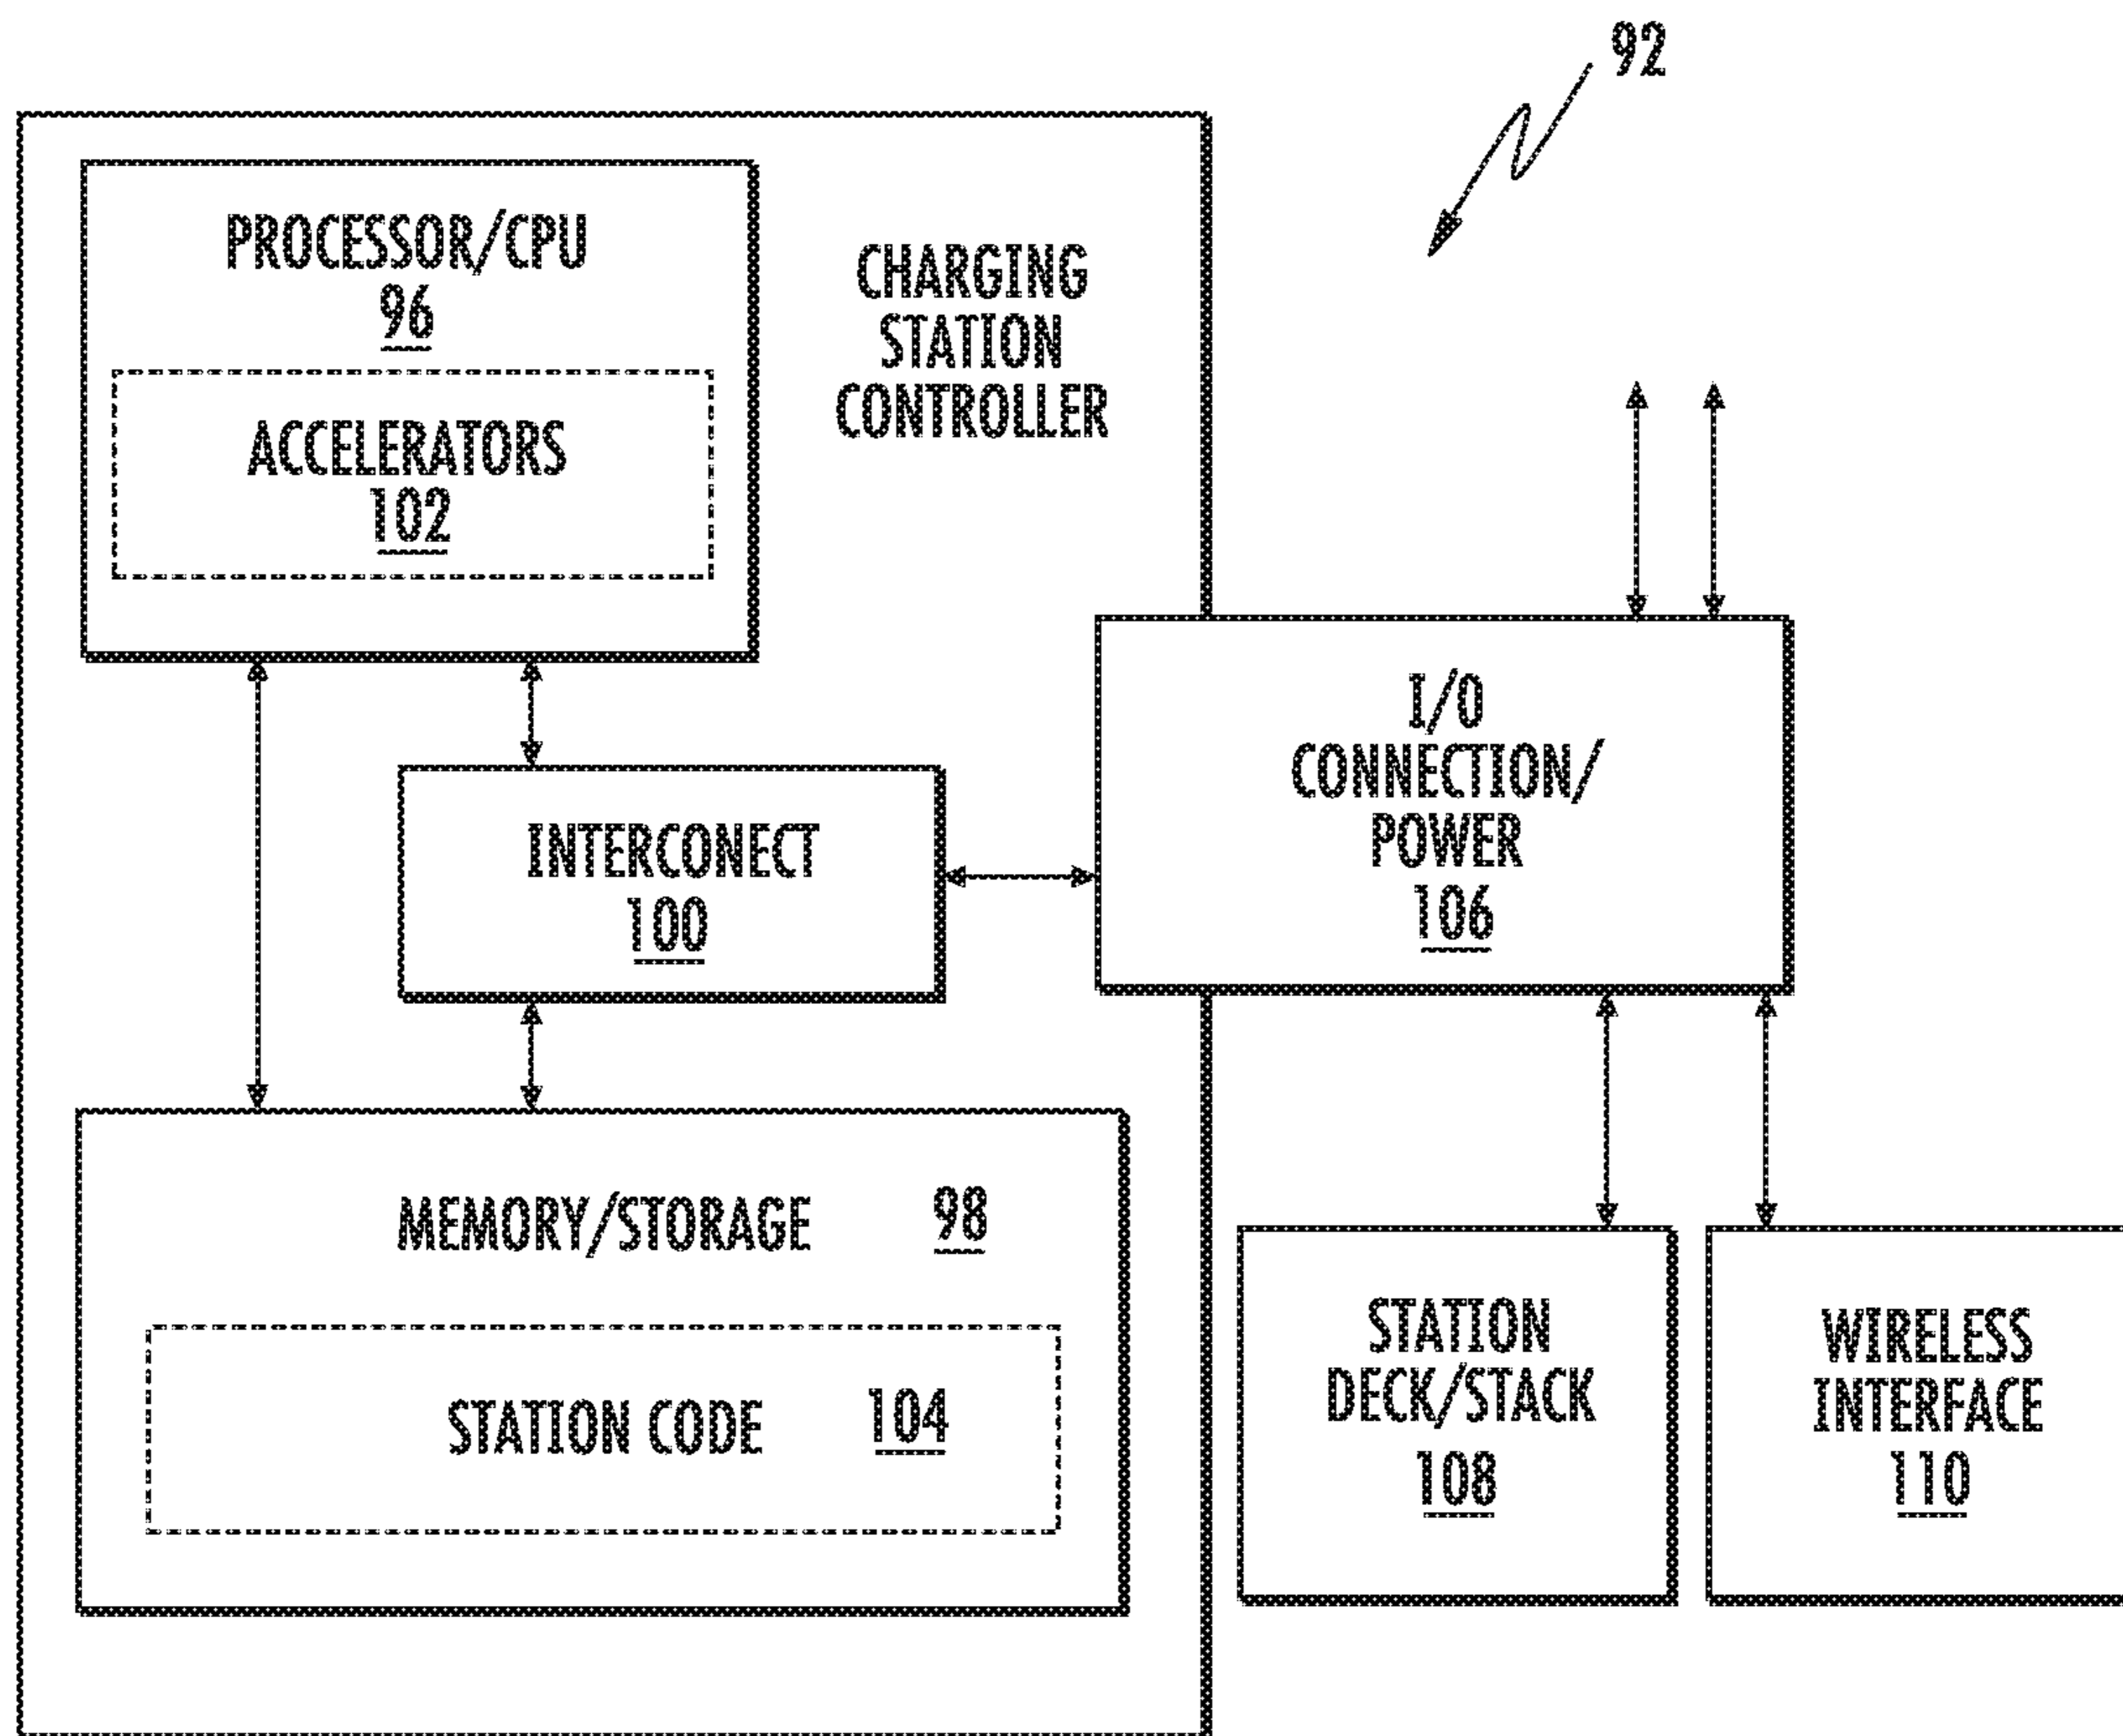 92
PROCESSOR/CPU
96
ACCELERATORS
102
CHARGING
STATION
CONTROLLER
I/O
CONNECTION/
POWER
106
INTERCONECT
100
MEMORY/STORAGE 98
STATION CODE 104
STATION
DECK/STACK
108
WIRELESS
INTERFACE
110